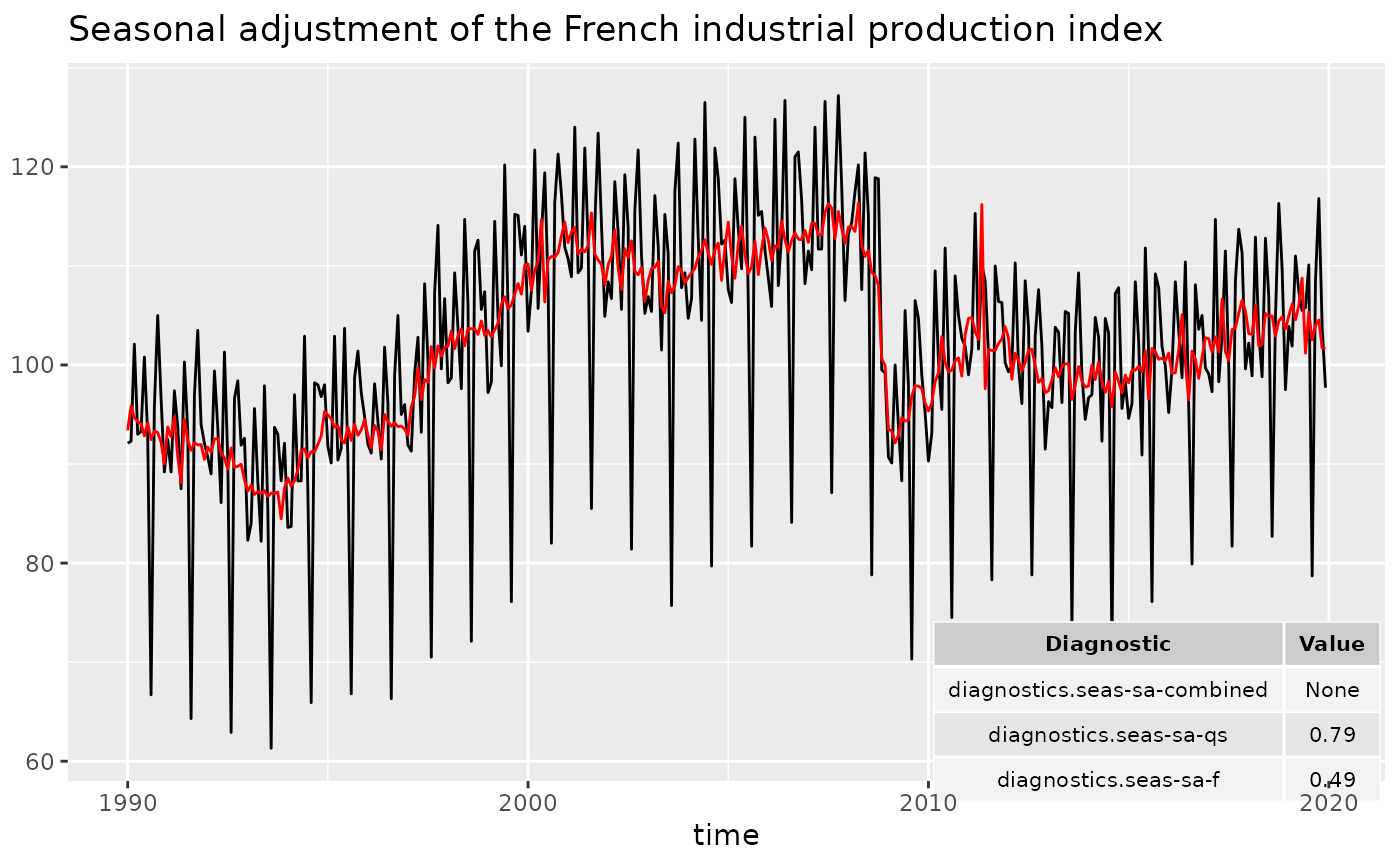 Seasonal adjustment of the French industrial production index
120
100
80
60
Diagnostic Value
diagnostics.seas-sa-combined None
diagnostics.seas-sa-qs 0.79
diagnostics.seas-sa-f 0.49
1990 2000 2010 2020
time